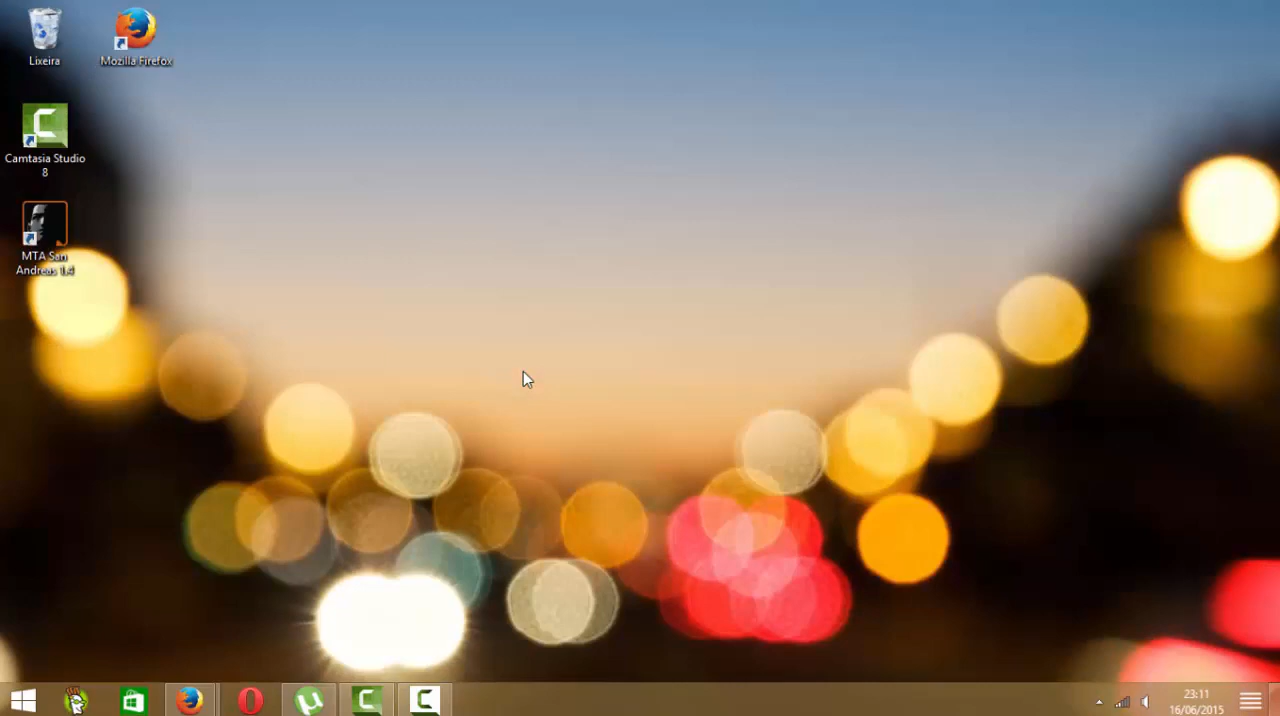 Lixeira
Mozilla Firefox
Camtasia Studio
8
MTA San
Andreas 1.4
23:11
16/06/2015